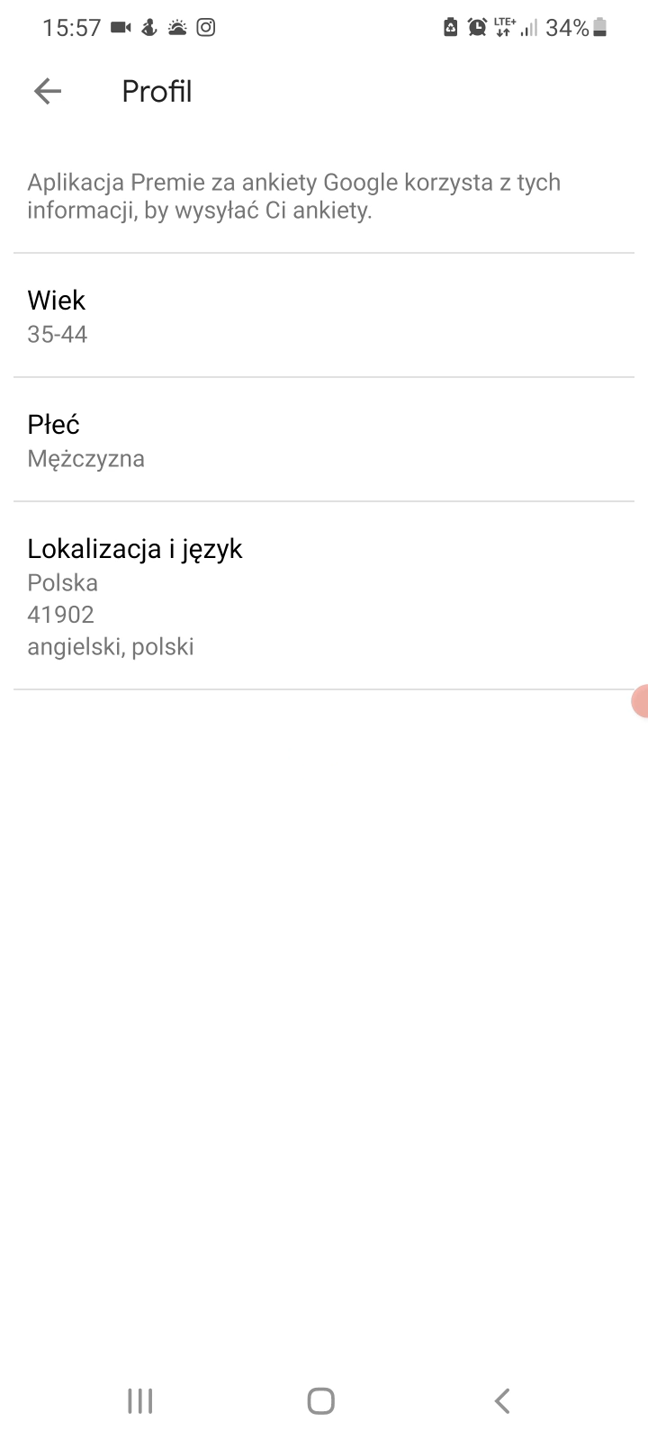 15:57 LTE+ 34%
Profil
Aplikacja Premie za ankiety Google korzysta z tych
informacji, by wysyłać Ci ankiety.
Wiek
35-44
Płeć
Mężczyzna
Lokalizacja i język
Polska
41902
angielski, polski